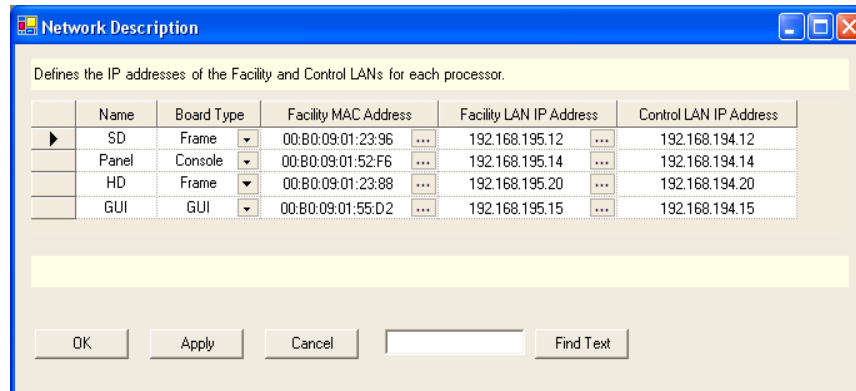 Network Description
Defines the IP addresses of the Facility and Control LANs for each processor.
Name Board Type Facility MAC Address Facility LAN IP Address Control LAN IP Address
SD Frame 00:B0:09:01:23:96 ... 192.168.195.12 ... 192.168.194.12
Panel Console 00:B0:09:01:52:F6 ... 192.168.195.14 ... 192.168.194.14
HD Frame 00:B0:09:01:23:88 ... 192.168.195.20 ... 192.168.194.20
GUI GUI 00:B0:09:01:55:D2 ... 192.168.195.15 ... 192.168.194.15
OK Apply Cancel Find Text